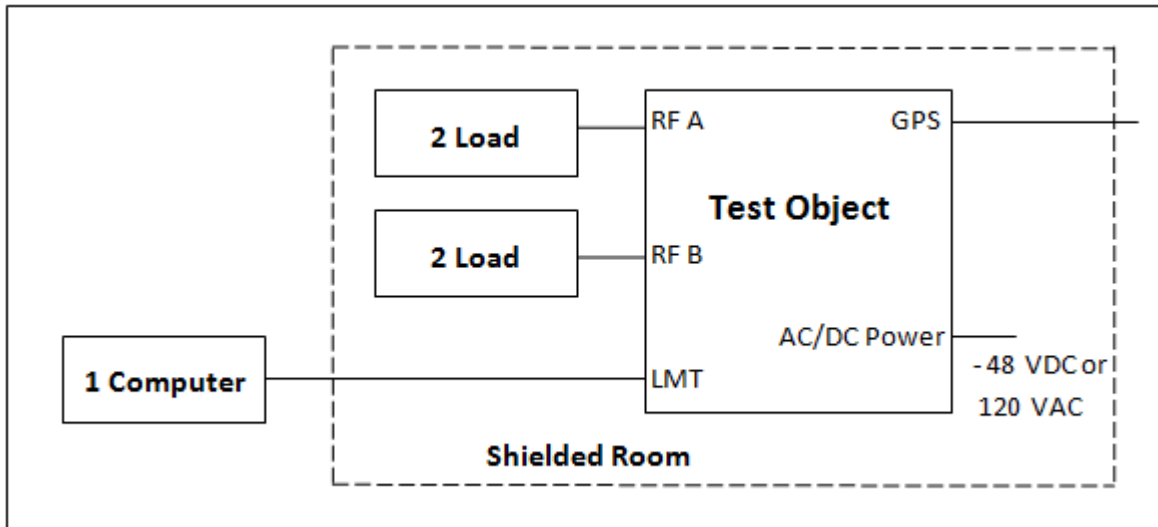 2 Load
RF A
GPS
Test Object
2 Load
RF B
AC/DC Power
-48 VDC or
120 VAC
1 Computer
LMT
Shielded Room